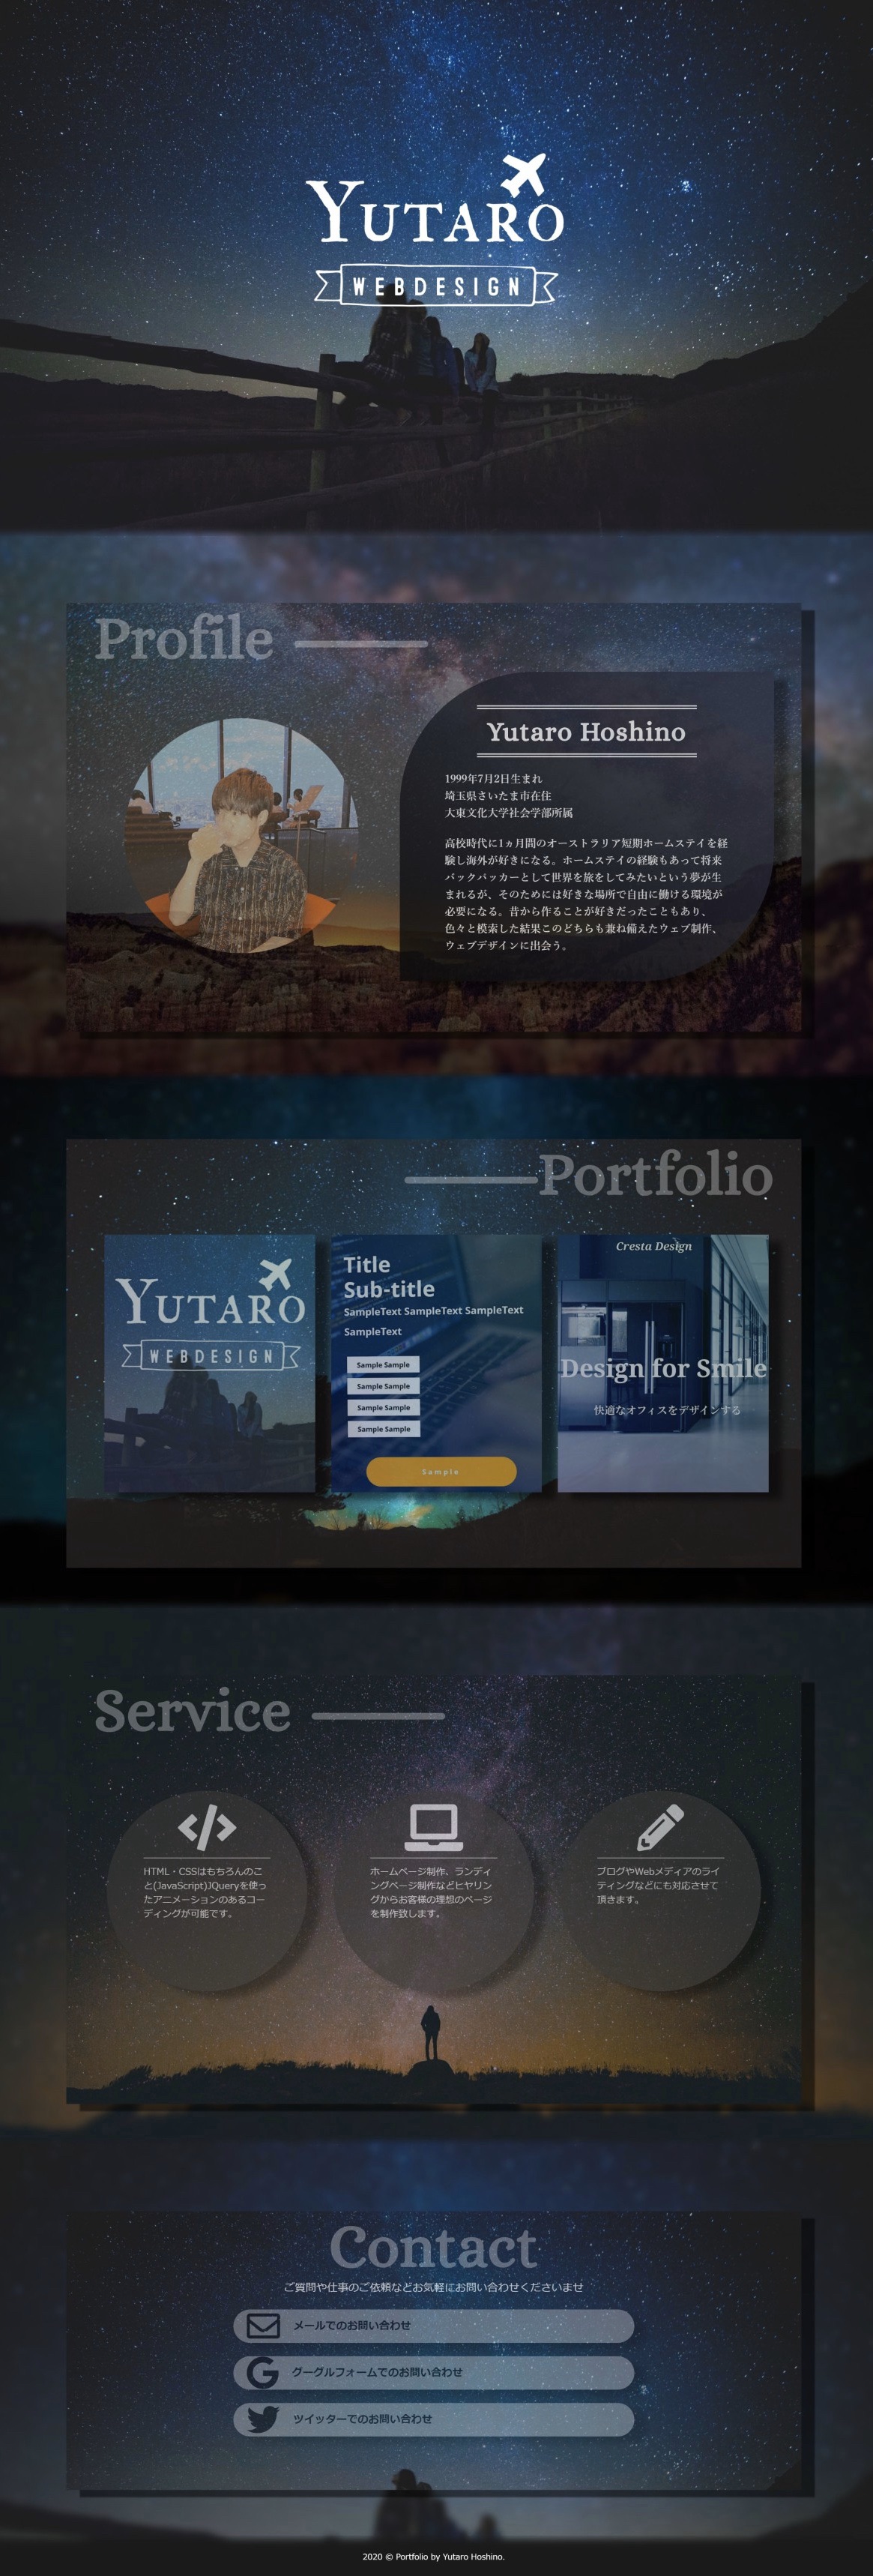 YUTARO
WEBDESIGN
Profile
Yutaro Hoshino
1999年7月2日生まれ
埼玉県さいたま市在住
大東文化大学社会学部所属
高校時代に1ヵ月間のオーストラリア短期ホームステイを経
験し海外が好きになる。ホームステイの経験もあって将来
バックパッカーとして世界を旅をしてみたいという夢が生
まれるが、そのためには好きな場所で自由に働ける環境が
必要になる。昔から作ることが好きだったこともあり、
色々と模索した結果このどちらも兼ね備えたウェブ制作、
ウェブデザインに出会う。
Portfolio
YUTARO
WEBDESIGN
Title
Sub-title
SampleText SampleText SampleText
SampleText
Sample Sample
Sample Sample
Sample Sample
Sample Sample
Sample
Cresta Design
Design for Smile
快適なオフィスをデザインする
Service
HTML・CSSはもちろんのこ
と(JavaScript)JQueryを使っ
たアニメーションのあるコー
ディングが可能です。
ホームページ制作、ランディ
ングページ制作などヒヤリン
グからお客様の理想のページ
を制作致します。
ブログやWebメディアのライ
ティングなどにも対応させて
頂きます。
Contact
ご質問や仕事のご依頼などお気軽にお問い合わせくださいませ
メールでのお問い合わせ
グーグルフォームでのお問い合わせ
ツイッターでのお問い合わせ
2020 © Portfolio by Yutaro Hoshino.